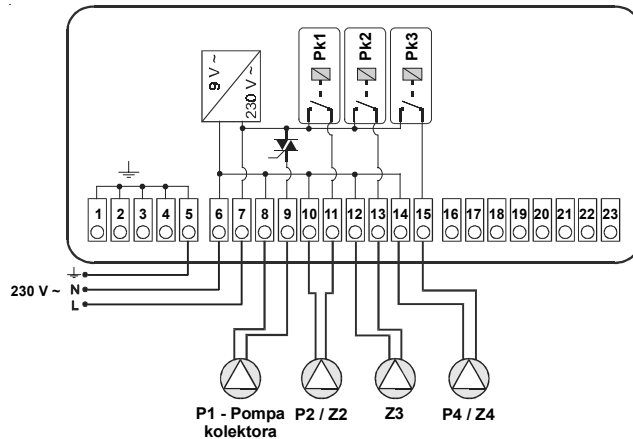 Pk1 Pk2 Pk3
9 V ~
230 V ~
1 2 3 4 5 6 7 8 9 10 11 12 13 14 15 16 17 18 19 20 21 22 23
230 V ~ N
L
P1 - Pompa kolektora
P2 / Z2
Z3
P4 / Z4